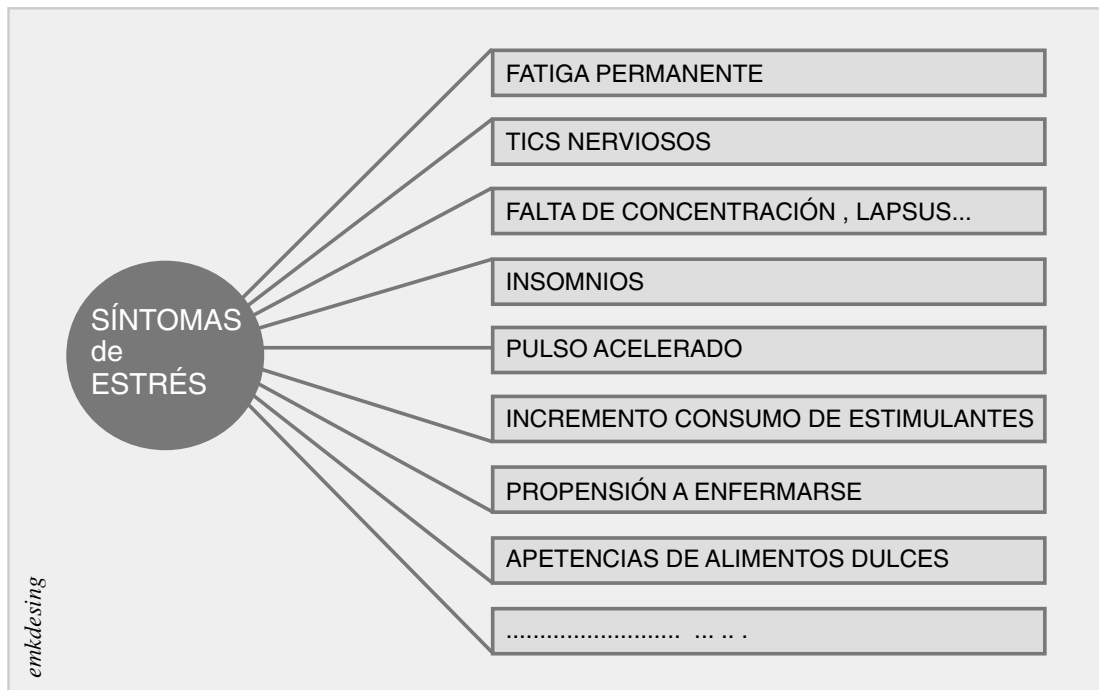 SÍNTOMAS
de
ESTRÉS
FATIGA PERMANENTE
TICS NERVIOSOS
FALTA DE CONCENTRACIÓN , LAPSUS...
INSOMNIOS
PULSO ACELERADO
INCREMENTO CONSUMO DE ESTIMULANTES
PROPENSIÓN A ENFERMARSE
APETENCIAS DE ALIMENTOS DULCES
.......................... ... .. .
emkdesing